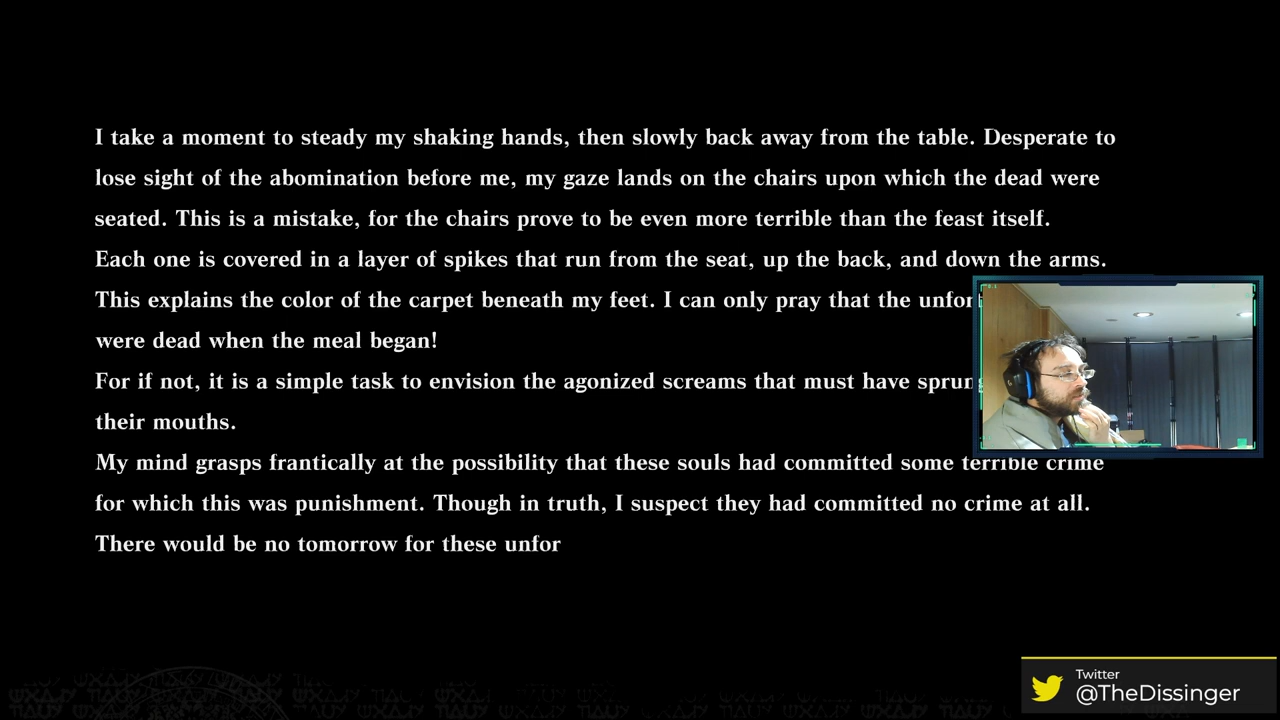 I take a moment to steady my shaking hands, then slowly back away from the table. Desperate to
lose sight of the abomination before me, my gaze lands on the chairs upon which the dead were
seated. This is a mistake, for the chairs prove to be even more terrible than the feast itself.
Each one is covered in a layer of spikes that run from the seat, up the back, and down the arms.
This explains the color of the carpet beneath my feet. I can only pray that the unfor
were dead when the meal began!
For if not, it is a simple task to envision the agonized screams that must have sprung
their mouths.
My mind grasps frantically at the possibility that these souls had committed some terrible crime
for which this was punishment. Though in truth, I suspect they had committed no crime at all.
There would be no tomorrow for these unfor
Twitter
@TheDissinger